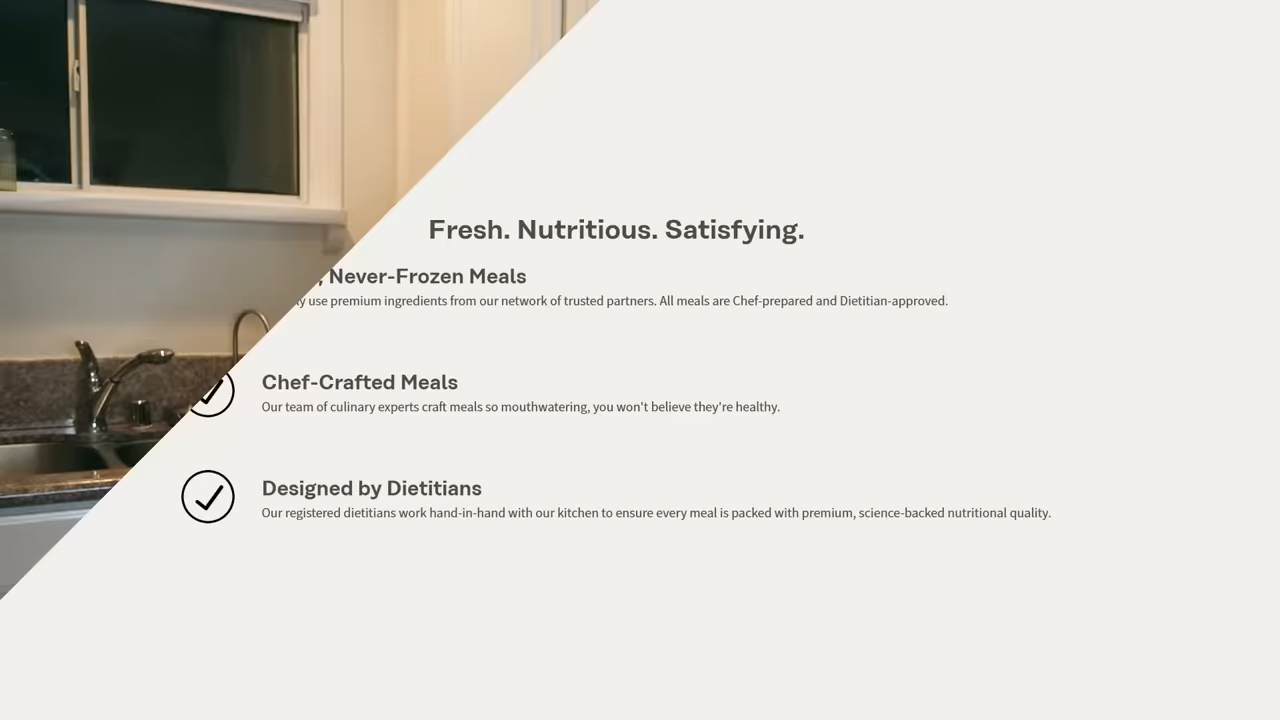 Fresh. Nutritious. Satisfying.
, Never-Frozen Meals
use premium ingredients from our network of trusted partners. All meals are Chef-prepared and Dietitian-approved.
Chef-Crafted Meals
Our team of culinary experts craft meals so mouthwatering, you won't believe they're healthy.
Designed by Dietitians
Our registered dietitians work hand-in-hand with our kitchen to ensure every meal is packed with premium, science-backed nutritional quality.